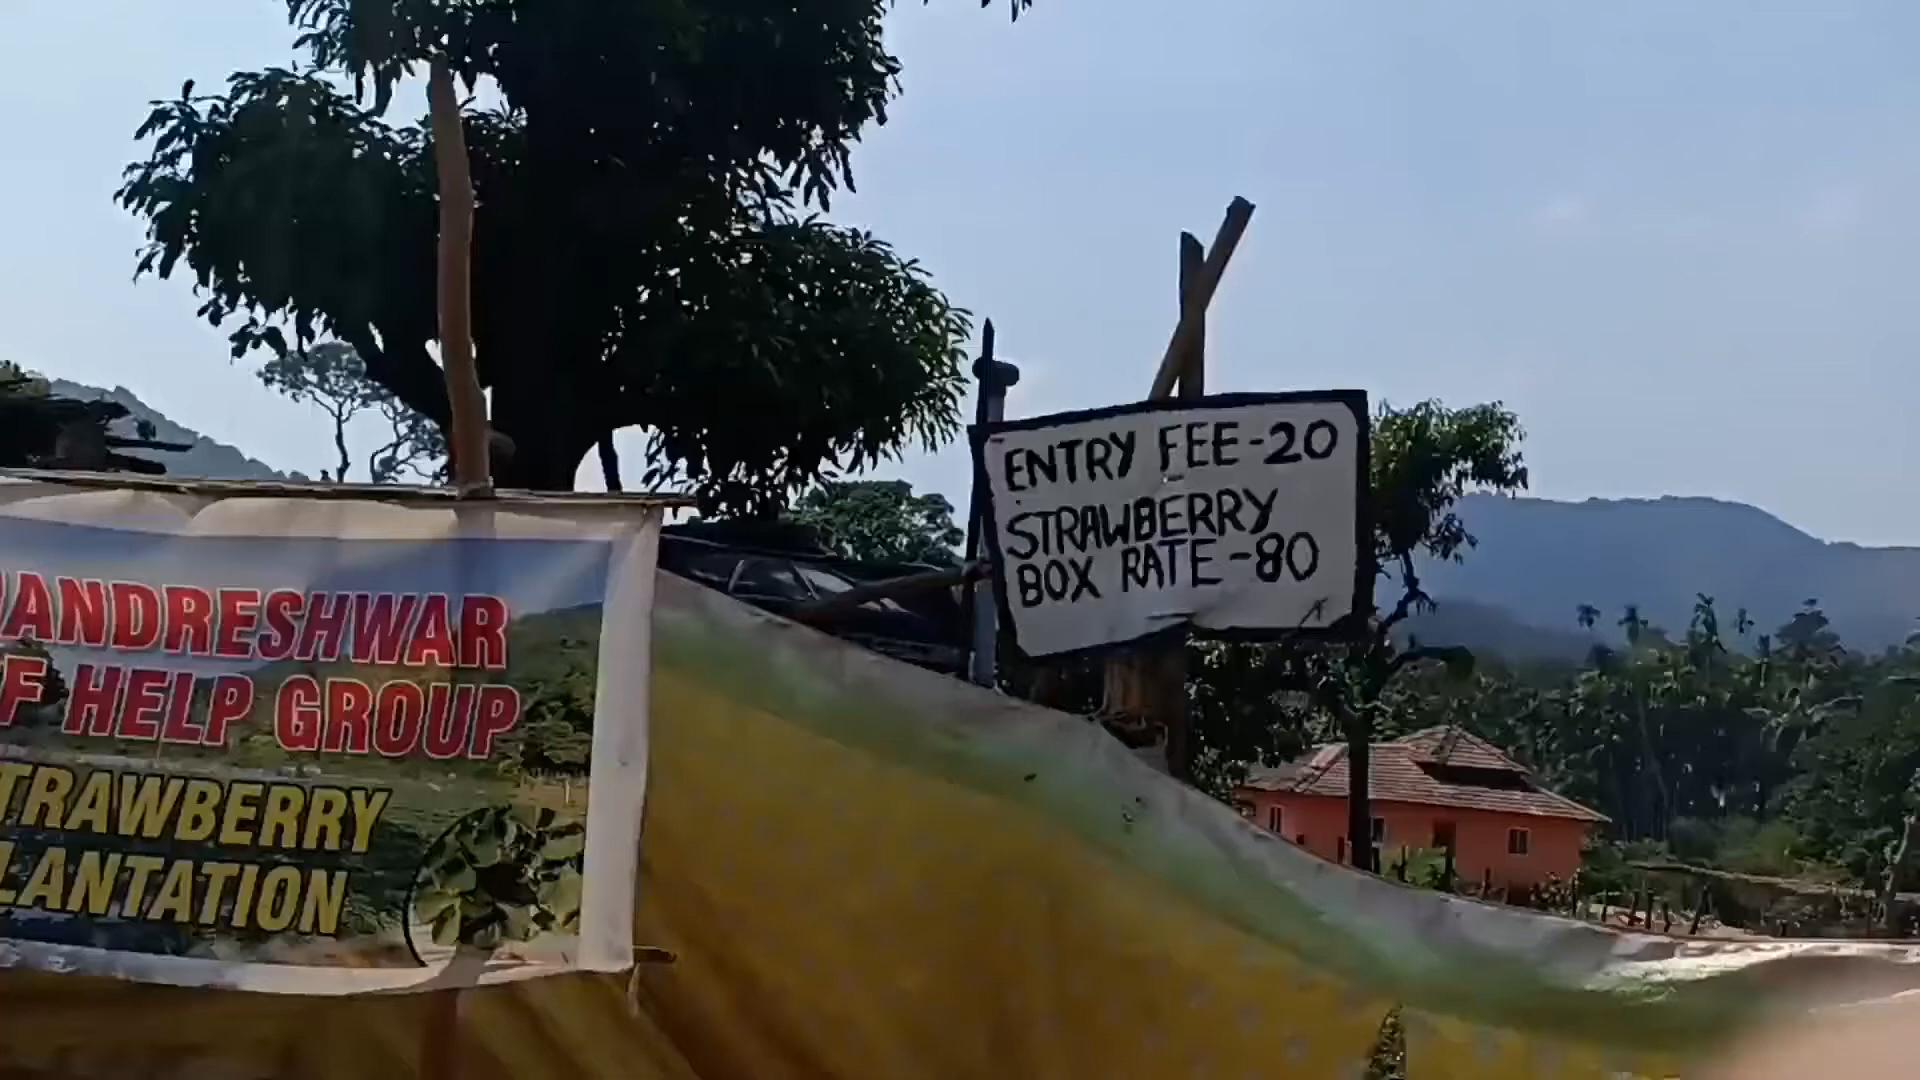 ANDRESHWAR
F HELP GROUP
TRAWBERRY
LANTATION
ENTRY FEE-20
STRAWBERRY
BOX RATE-80